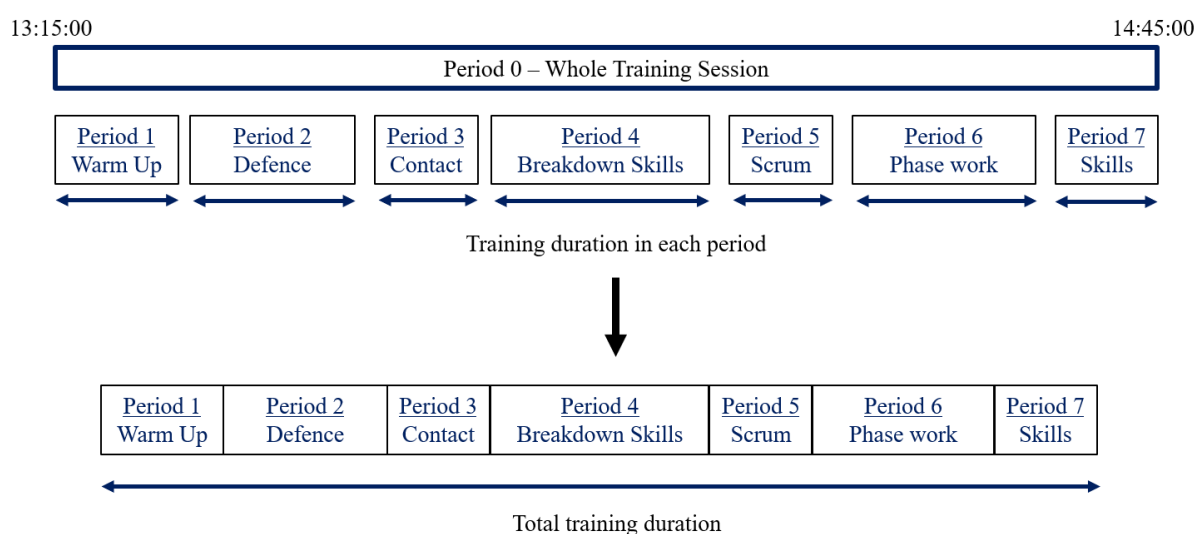 13:15:00
14:45:00
Period 0 – Whole Training Session
Period 1
Warm Up
Period 2
Defence
Period 3
Contact
Period 4
Breakdown Skills
Period 5
Scrum
Period 6
Phase work
Period 7
Skills
Training duration in each period
Period 1
Warm Up
Period 2
Defence
Period 3
Contact
Period 4
Breakdown Skills
Period 5
Scrum
Period 6
Phase work
Period 7
Skills
Total training duration